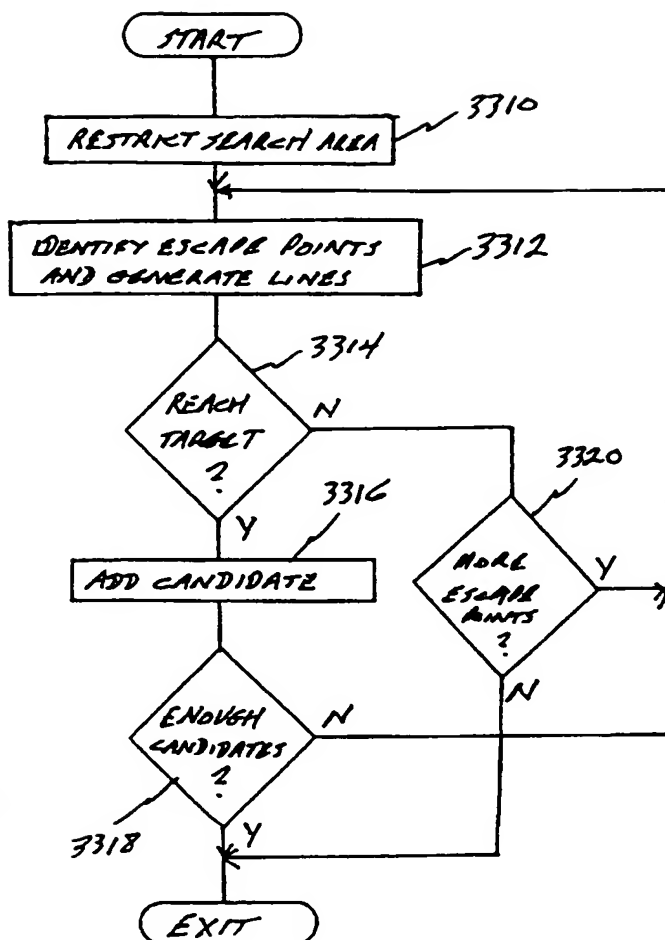 START
3310
RESTRICT SEARCH AREA
IDENTIFY ESCAPE POINTS
AND GENERATE LINES
3312
3314
REACH
TARGET
?
N
Y
3320
MORE
ESCAPE
POINTS
?
Y
N
3316
ADD CANDIDATE
ENOUGH
CANDIDATES
?
N
Y
3318
EXIT